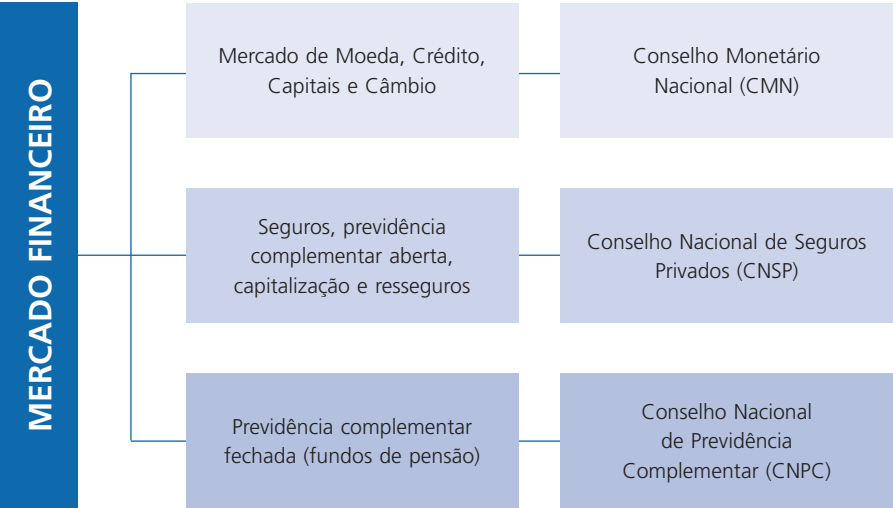 MERCADO FINANCEIRO
Mercado de Moeda, Crédito,
Capitais e Câmbio
Conselho Monetário
Nacional (CMN)
Seguros, previdência
complementar aberta,
capitalização e resseguros
Conselho Nacional de Seguros
Privados (CNSP)
Previdência complementar
fechada (fundos de pensão)
Conselho Nacional
de Previdência
Complementar (CNPC)